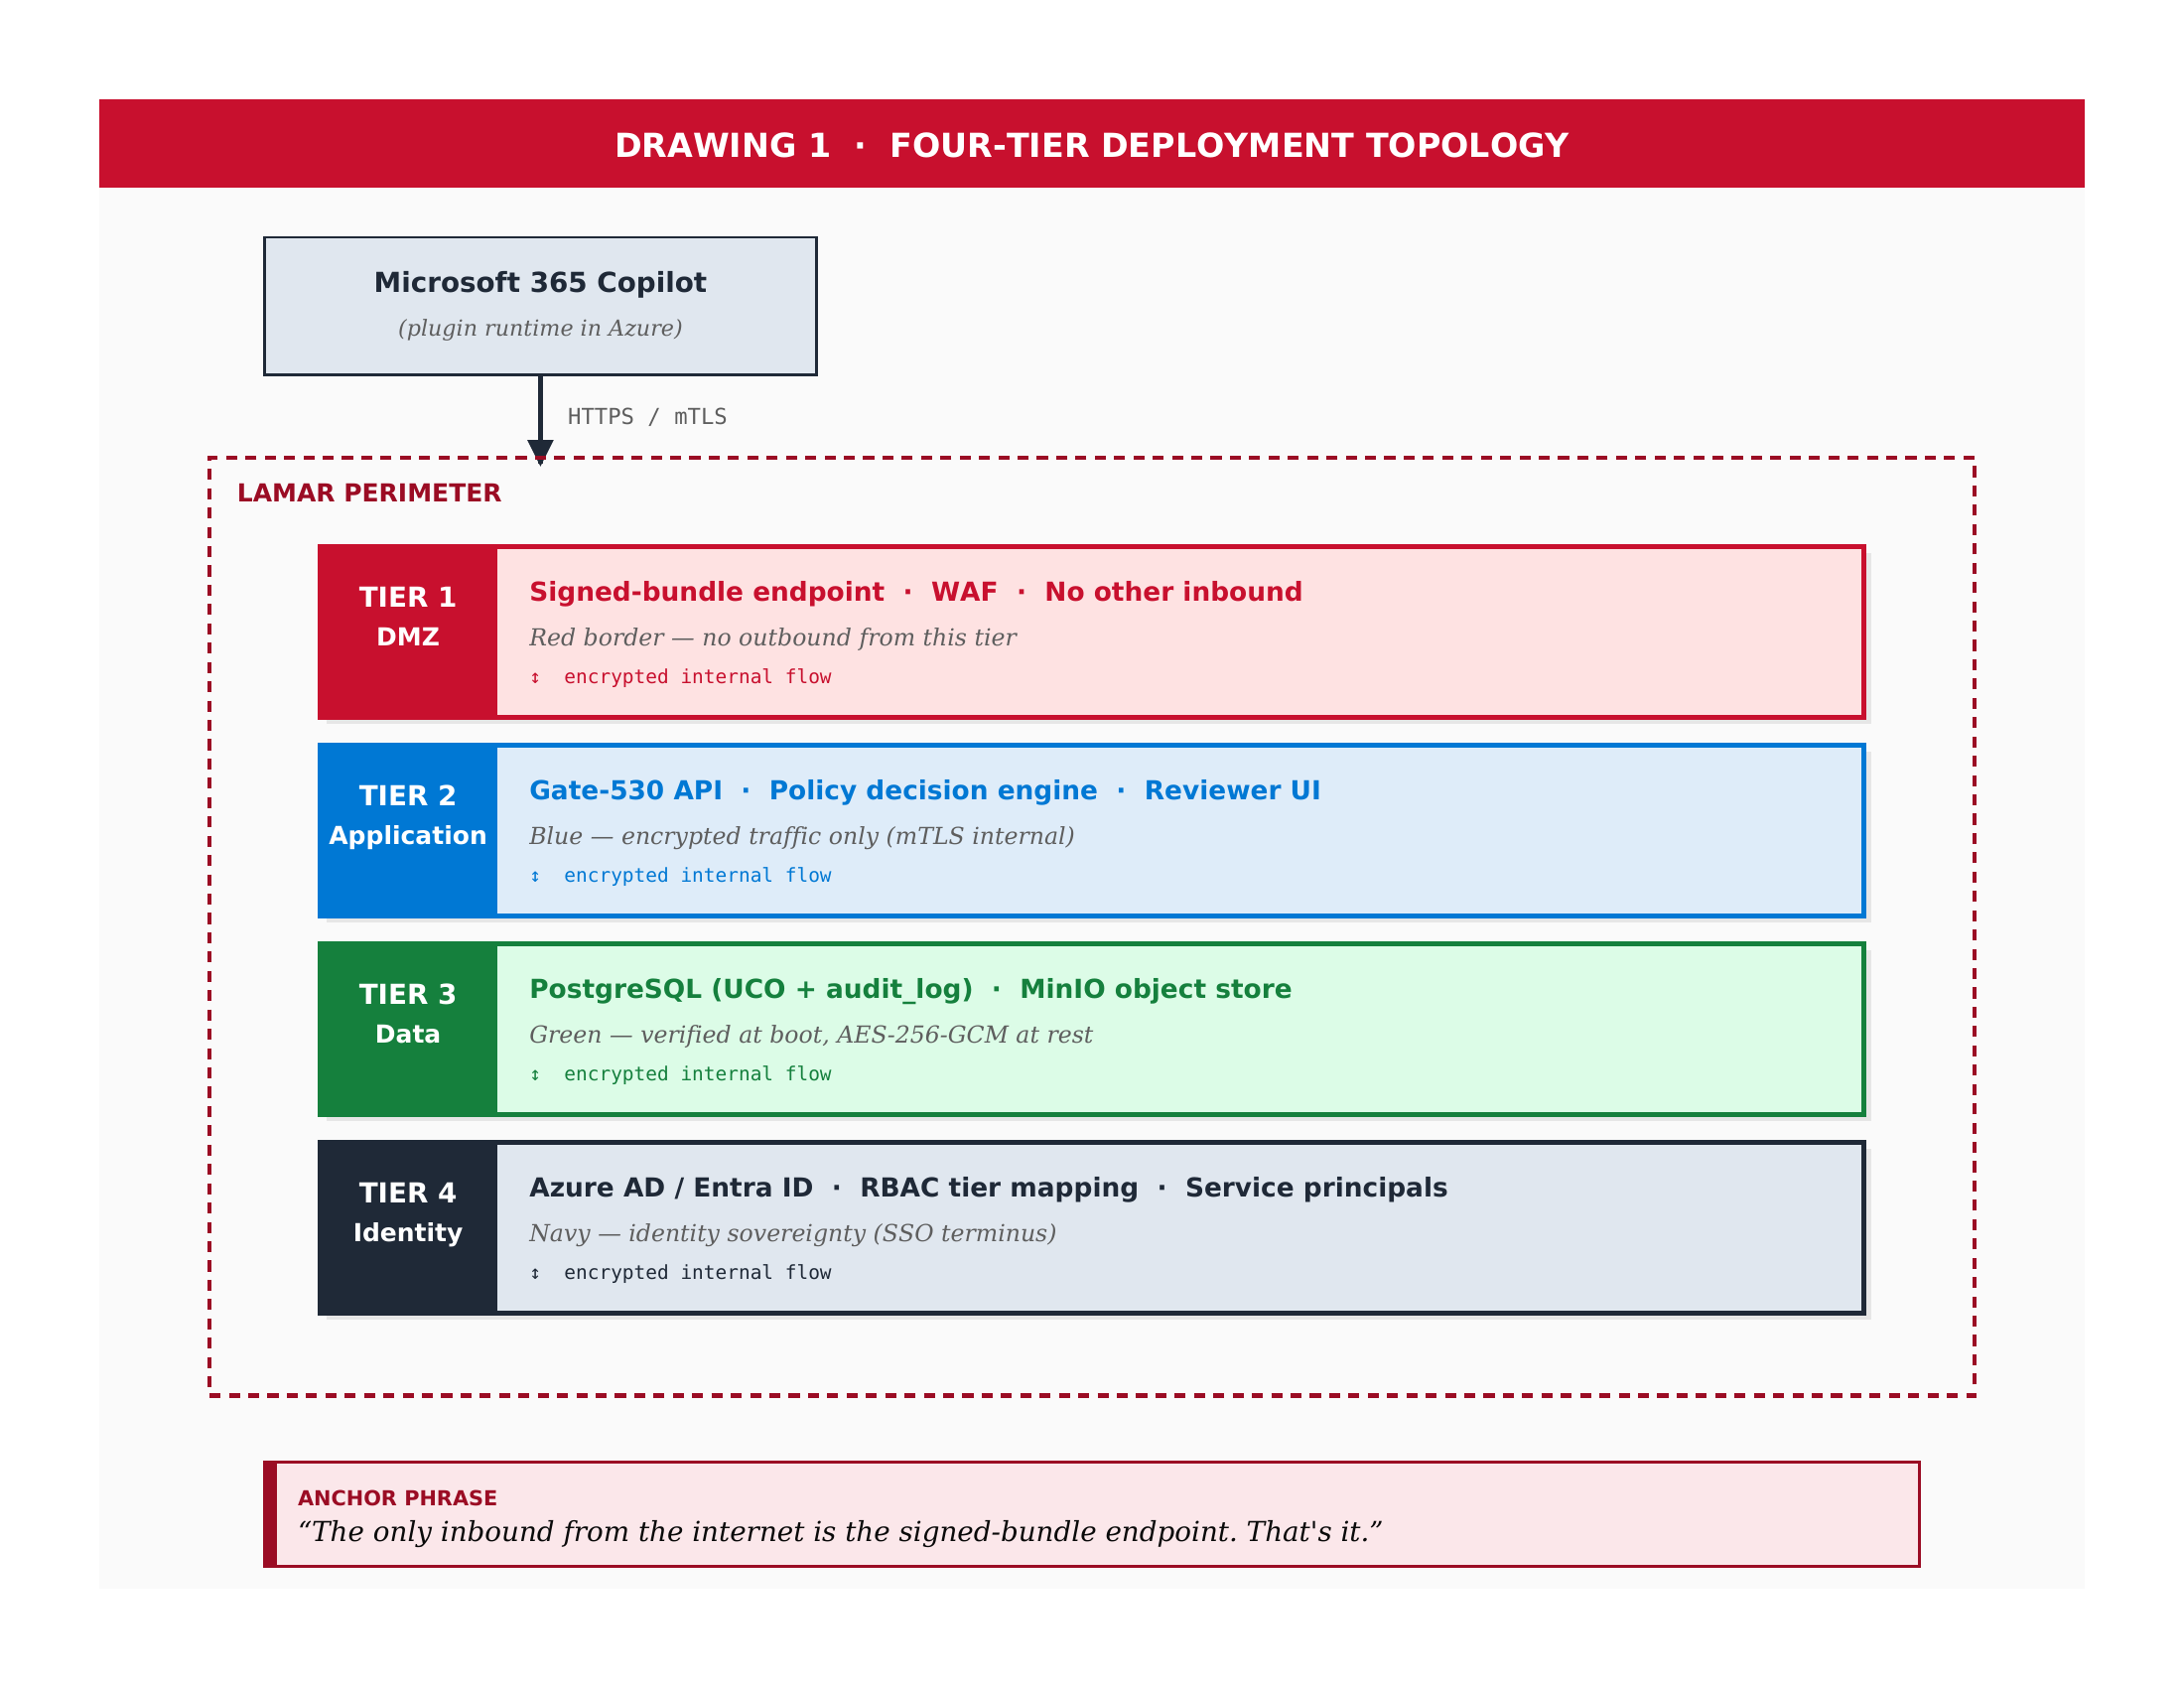 DRAWING 1 · FOUR-TIER DEPLOYMENT TOPOLOGY
Microsoft 365 Copilot
(plugin runtime in Azure)
HTTPS / mTLS
LAMAR PERIMETER
TIER 1
DMZ
Signed-bundle endpoint · WAF · No other inbound
Red border — no outbound from this tier
↕ encrypted internal flow
TIER 2
Application
Gate-530 API · Policy decision engine · Reviewer UI
Blue — encrypted traffic only (mTLS internal)
↕ encrypted internal flow
TIER 3
Data
PostgreSQL (UCO + audit_log) · MinIO object store
Green — verified at boot, AES-256-GCM at rest
↕ encrypted internal flow
TIER 4
Identity
Azure AD / Entra ID · RBAC tier mapping · Service principals
Navy — identity sovereignty (SSO terminus)
↕ encrypted internal flow
ANCHOR PHRASE
“The only inbound from the internet is the signed-bundle endpoint. That's it.”